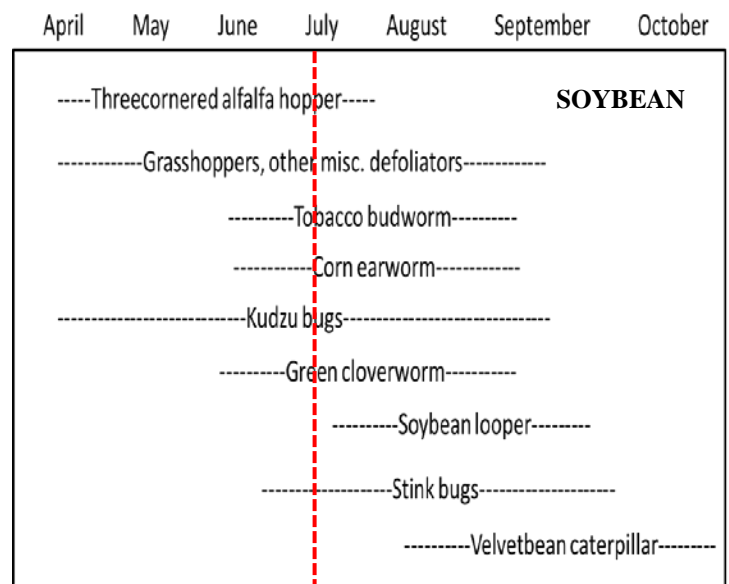 April May June July August September October
-----Threecornered alfalfa hopper----- SOYBEAN
-------------Grasshoppers, other misc. defoliators-------------
----------Tobacco budworm----------
------------Corn earworm-------------
-----------------------------Kudzu bugs--------------------------------
----------Green cloverworm-----------
----------Soybean looper---------
--------------------Stink bugs---------------------
----------Velvetbean caterpillar---------